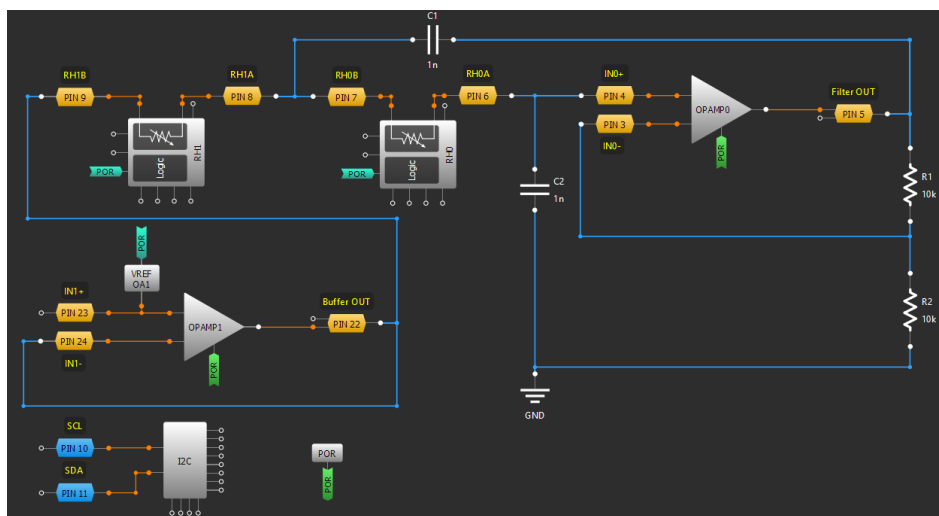 C1
1n
RH1B
PIN 9
RH1A
PIN 8
RH0B
PIN 7
RH0A
PIN 6
IN0+
PIN 4
PIN 3
IN0-
OPAMP0
Filter OUT
PIN 5
POR
Logic
RH1
POR
Logic
RH0
POR
C2
1n
R1
10k
POR
VREF
OA1
IN1+
PIN 23
PIN 24
IN1-
OPAMP1
POR
Buffer OUT
PIN 22
R2
10k
GND
SCL
PIN 10
SDA
PIN 11
I2C
POR
POR